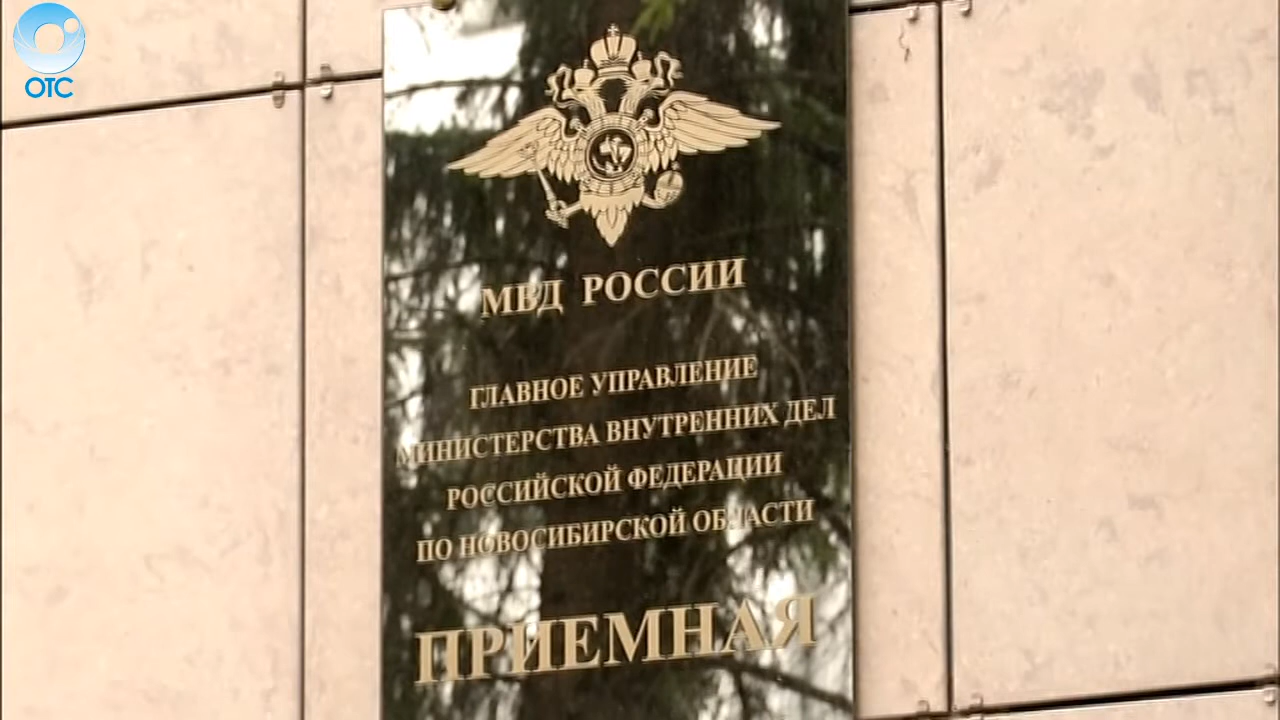 ОТС
МВД РОССИИ
ГЛАВНОЕ УПРАВЛЕНИЕ
МИНИСТЕРСТВА ВНУТРЕННИХ ДЕЛ
РОССИЙСКОЙ ФЕДЕРАЦИИ
ПО НОВОСИБИРСКОЙ ОБЛАСТИ
ПРИЕМНАЯ